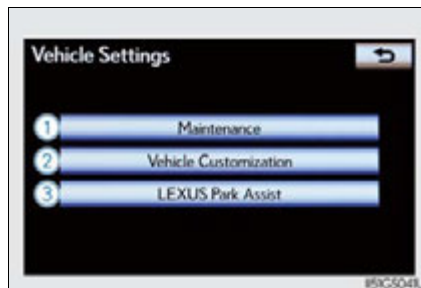 Vehicle Settings
1 Maintenance
2 Vehicle Customization
3 LEXUS Park Assist